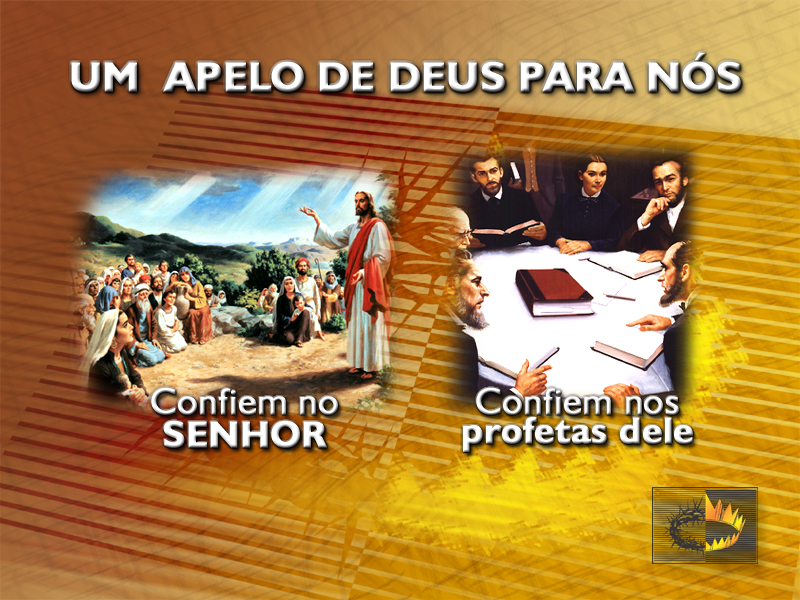 UM APELO DE DEUS PARA NÓS
Confiem no
SENHOR
Confiem nos
profetas dele